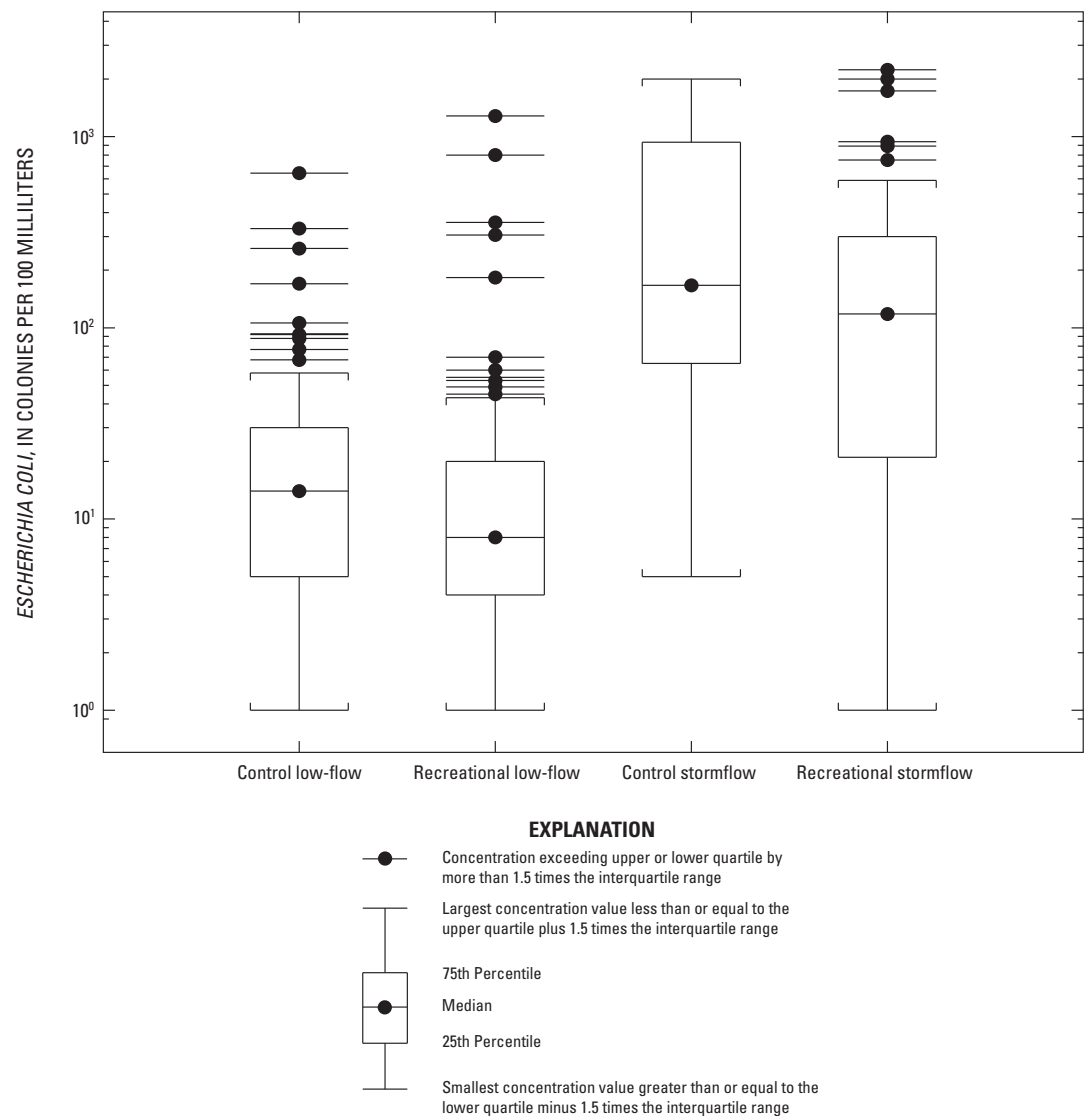 ESCHERICHIA COLI, IN COLONIES PER 100 MILLILITERS
10³
10²
10¹
10⁰
Control low-flow
Recreational low-flow
Control stormflow
Recreational stormflow
EXPLANATION
Concentration exceeding upper or lower quartile by
more than 1.5 times the interquartile range
Largest concentration value less than or equal to the
upper quartile plus 1.5 times the interquartile range
75th Percentile
Median
25th Percentile
Smallest concentration value greater than or equal to the
lower quartile minus 1.5 times the interquartile range